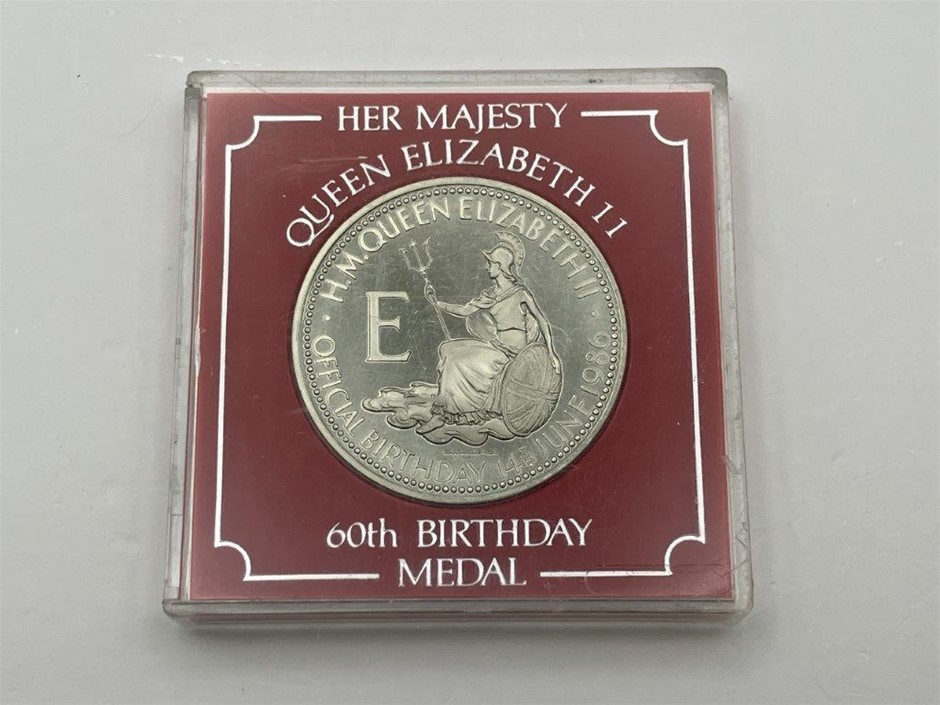 HER MAJESTY
QUEEN ELIZABETH 11
· H.M. QUEEN ELIZABETH II ·
E
OFFICIAL BIRTHDAY 14TH JUNE 1986
60th BIRTHDAY
MEDAL